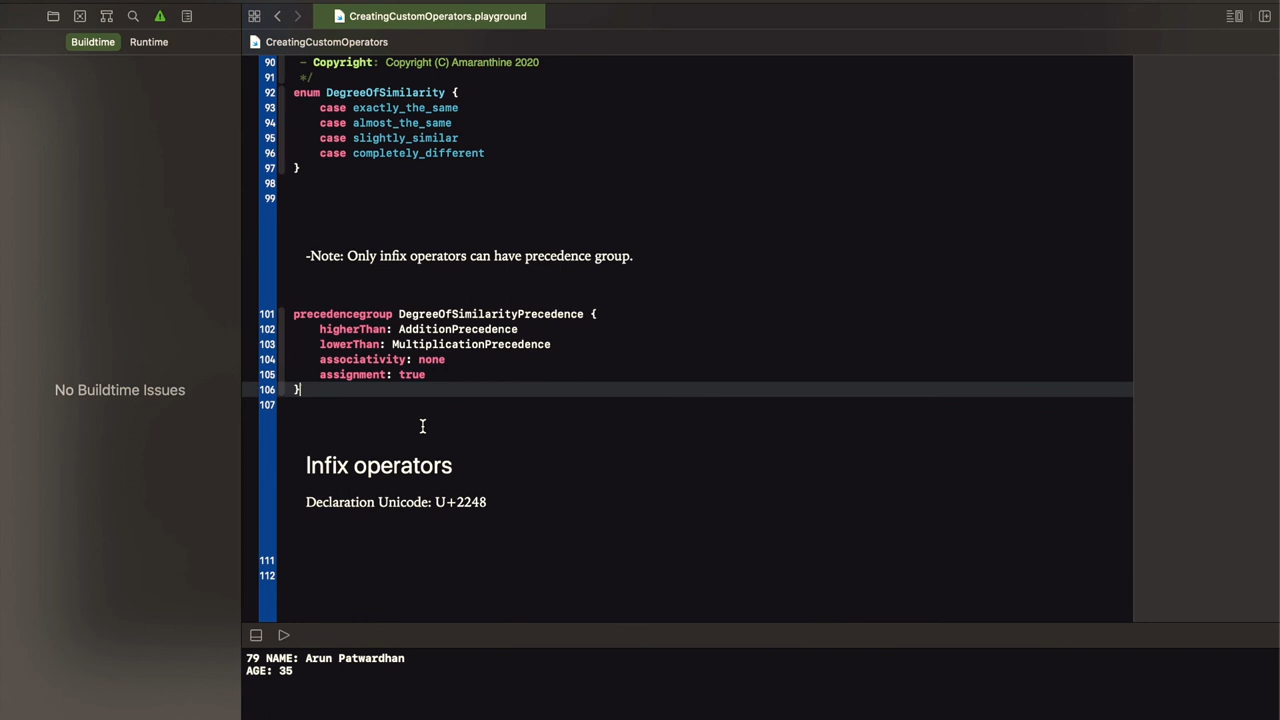 CreatingCustomOperators.playground
Buildtime Runtime
CreatingCustomOperators
90 - Copyright: Copyright (C) Amaranthine 2020
91 */
92 enum DegreeOfSimilarity {
93 case exactly_the_same
94 case almost_the_same
95 case slightly_similar
96 case completely_different
97 }
98
99
-Note: Only infix operators can have precedence group.
101 precedencegroup DegreeOfSimilarityPrecedence {
102 higherThan: AdditionPrecedence
103 lowerThan: MultiplicationPrecedence
104 associativity: none
105 assignment: true
106 }
107
No Buildtime Issues
Infix operators
Declaration Unicode: U+2248
111
112
79 NAME: Arun Patwardhan
AGE: 35